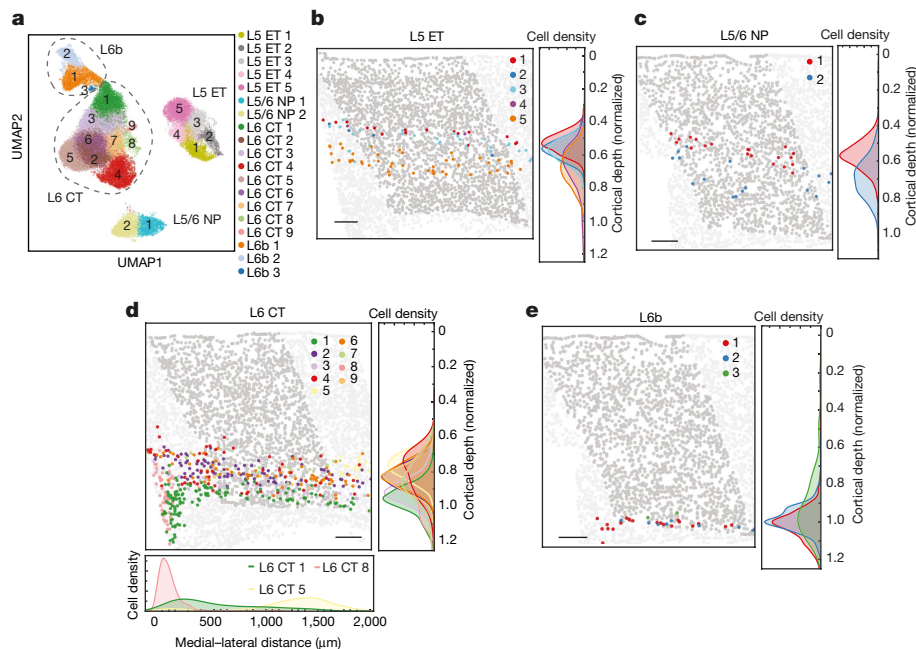 a
UMAP2
UMAP1
2
L6b
1
3
1
3
9
6
7
8
5
2
4
L6 CT
L5 ET
5
3
4
2
1
2
1
L5/6 NP
L5 ET 1
L5 ET 2
L5 ET 3
L5 ET 4
L5 ET 5
L5/6 NP 1
L5/6 NP 2
L6 CT 1
L6 CT 2
L6 CT 3
L6 CT 4
L6 CT 5
L6 CT 6
L6 CT 7
L6 CT 8
L6 CT 9
L6b 1
L6b 2
L6b 3
b
L5 ET
1
2
3
4
5
Cell density
0
0.2
0.4
0.6
0.8
1.0
1.2
Cortical depth (normalized)
c
L5/6 NP
1
2
Cell density
0
0.2
0.4
0.6
0.8
1.0
Cortical depth (normalized)
d
L6 CT
1 6
2 7
3 8
4 9
5
Cell density
0
0.2
0.4
0.6
0.8
1.0
1.2
Cortical depth (normalized)
Cell density
L6 CT 1 L6 CT 8
L6 CT 5
0 500 1,000 1,500 2,000
Medial–lateral distance (μm)
e
L6b
1
2
3
Cell density
0
0.2
0.4
0.6
0.8
1.0
1.2
Cortical depth (normalized)